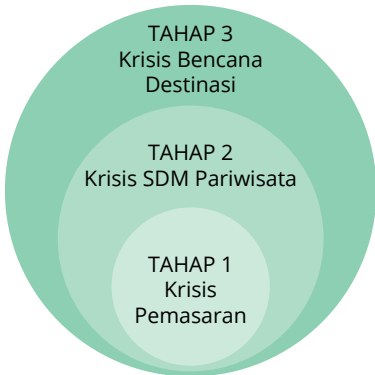 TAHAP 3
Krisis Bencana
Destinasi
TAHAP 2
Krisis SDM Pariwisata
TAHAP 1
Krisis
Pemasaran